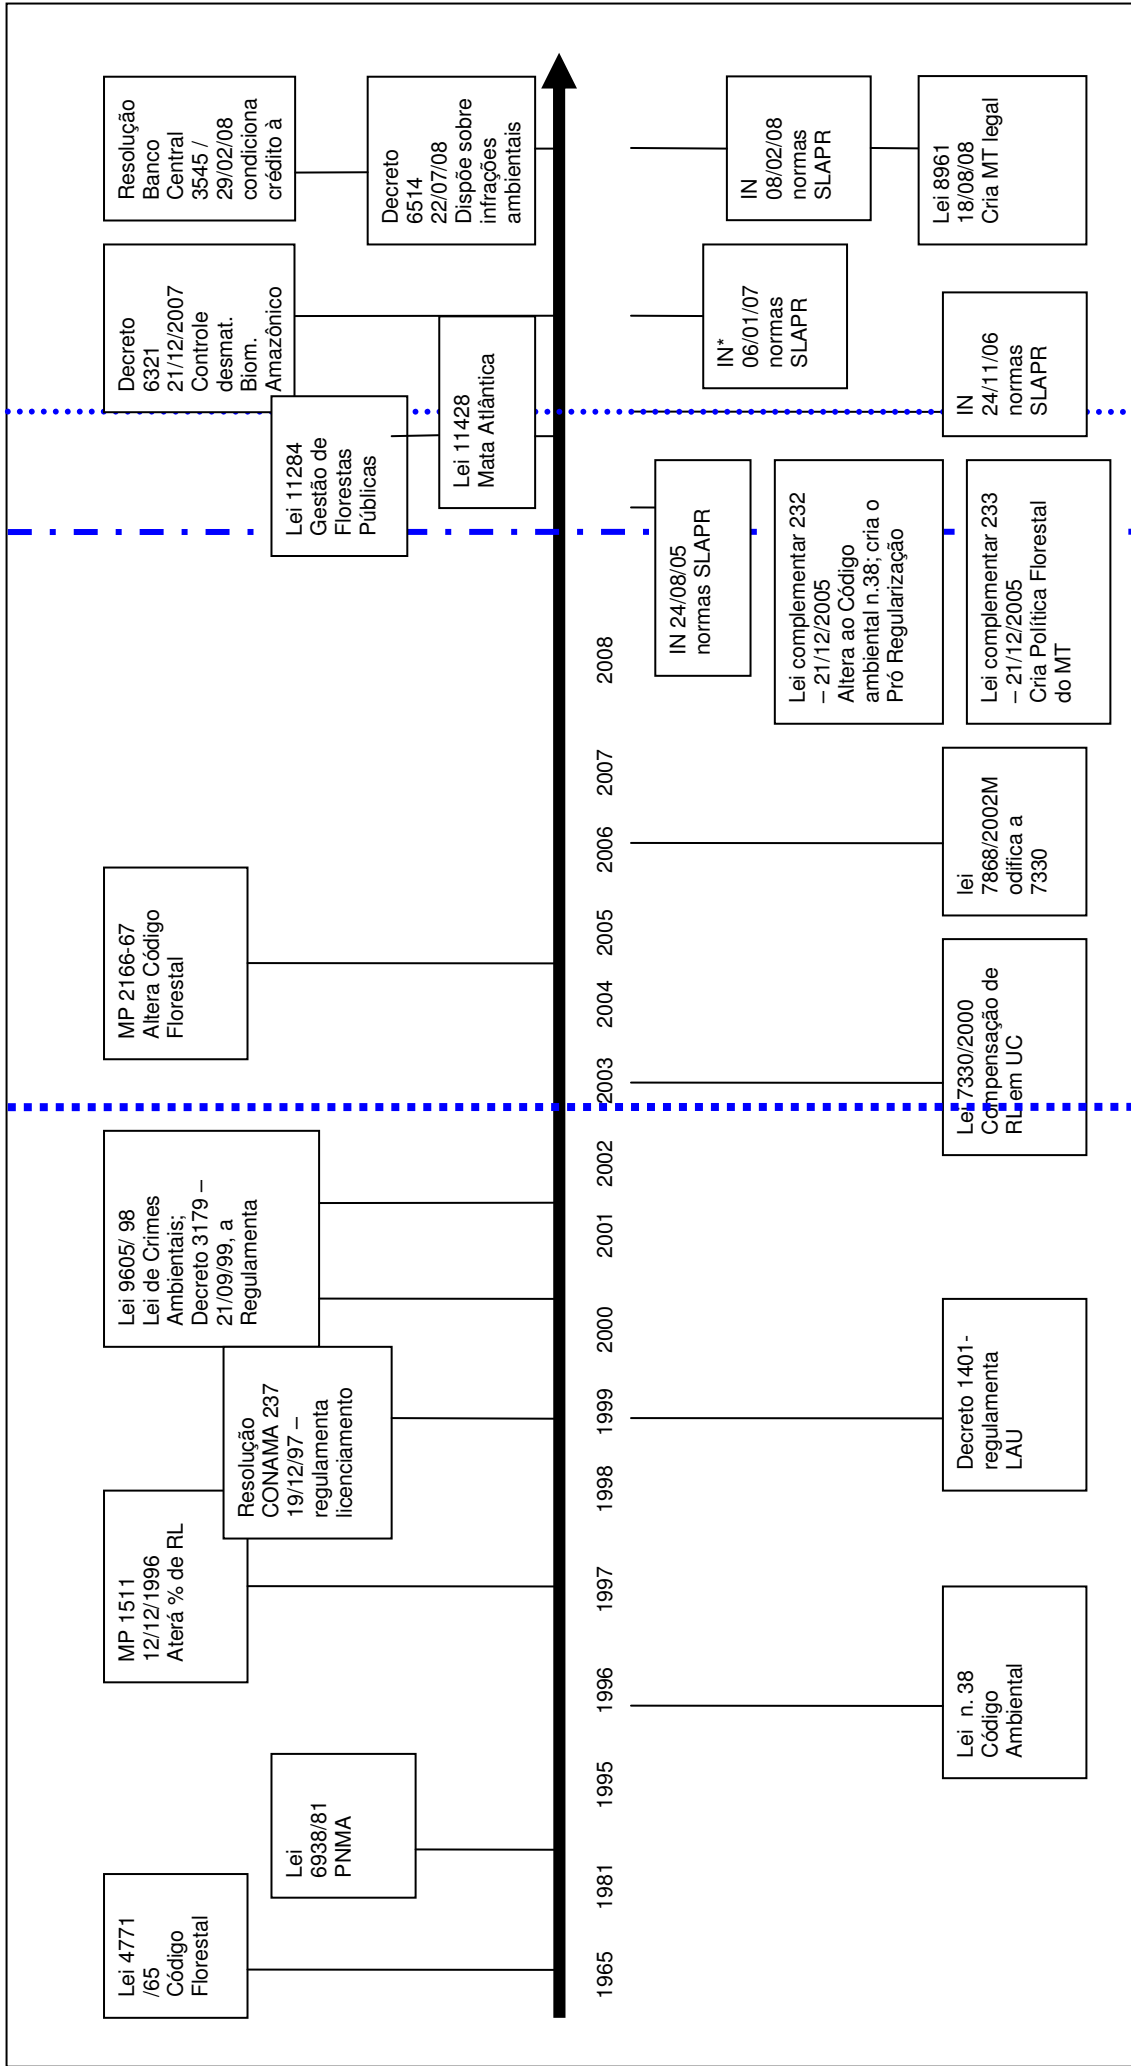 Lei 4771
/65
Código
Florestal
Lei
6938/81
PNMA
MP 1511
12/12/1996
Aterá % de RL
Resolução
CONAMA 237
19/12/97 –
regulamenta
licenciamento
Lei 9605/ 98
Lei de Crimes
Ambientais;
Decreto 3179 –
21/09/99, a
Regulamenta
MP 2166-67
Altera Código
Florestal
Lei 11284
Gestão de
Florestas
Públicas
Lei 11428
Mata Atlântica
Decreto
6321
21/12/2007
Controle
desmat.
Biom.
Amazônico
Resolução
Banco
Central
3545 /
29/02/08
condiciona
crédito à
Decreto
6514
22/07/08
Dispõe sobre
infrações
ambientais
1965 1981 1995 1996 1997 1998 1999 2000 2001 2002 2003 2004 2005 2006 2007 2008
Lei n. 38
Código
Ambiental
Decreto 1401-
regulamenta
LAU
Lei 7330/2000
Compensação de
RL em UC
lei
7868/2002M
odifica a
7330
IN 24/08/05
normas SLAPR
Lei complementar 232
– 21/12/2005
Altera ao Código
ambiental n.38; cria o
Pró Regularização
Lei complementar 233
– 21/12/2005
Cria Política Florestal
do MT
IN
24/11/06
normas
SLAPR
IN*
06/01/07
normas
SLAPR
IN
08/02/08
normas
SLAPR
Lei 8961
18/08/08
Cria MT legal